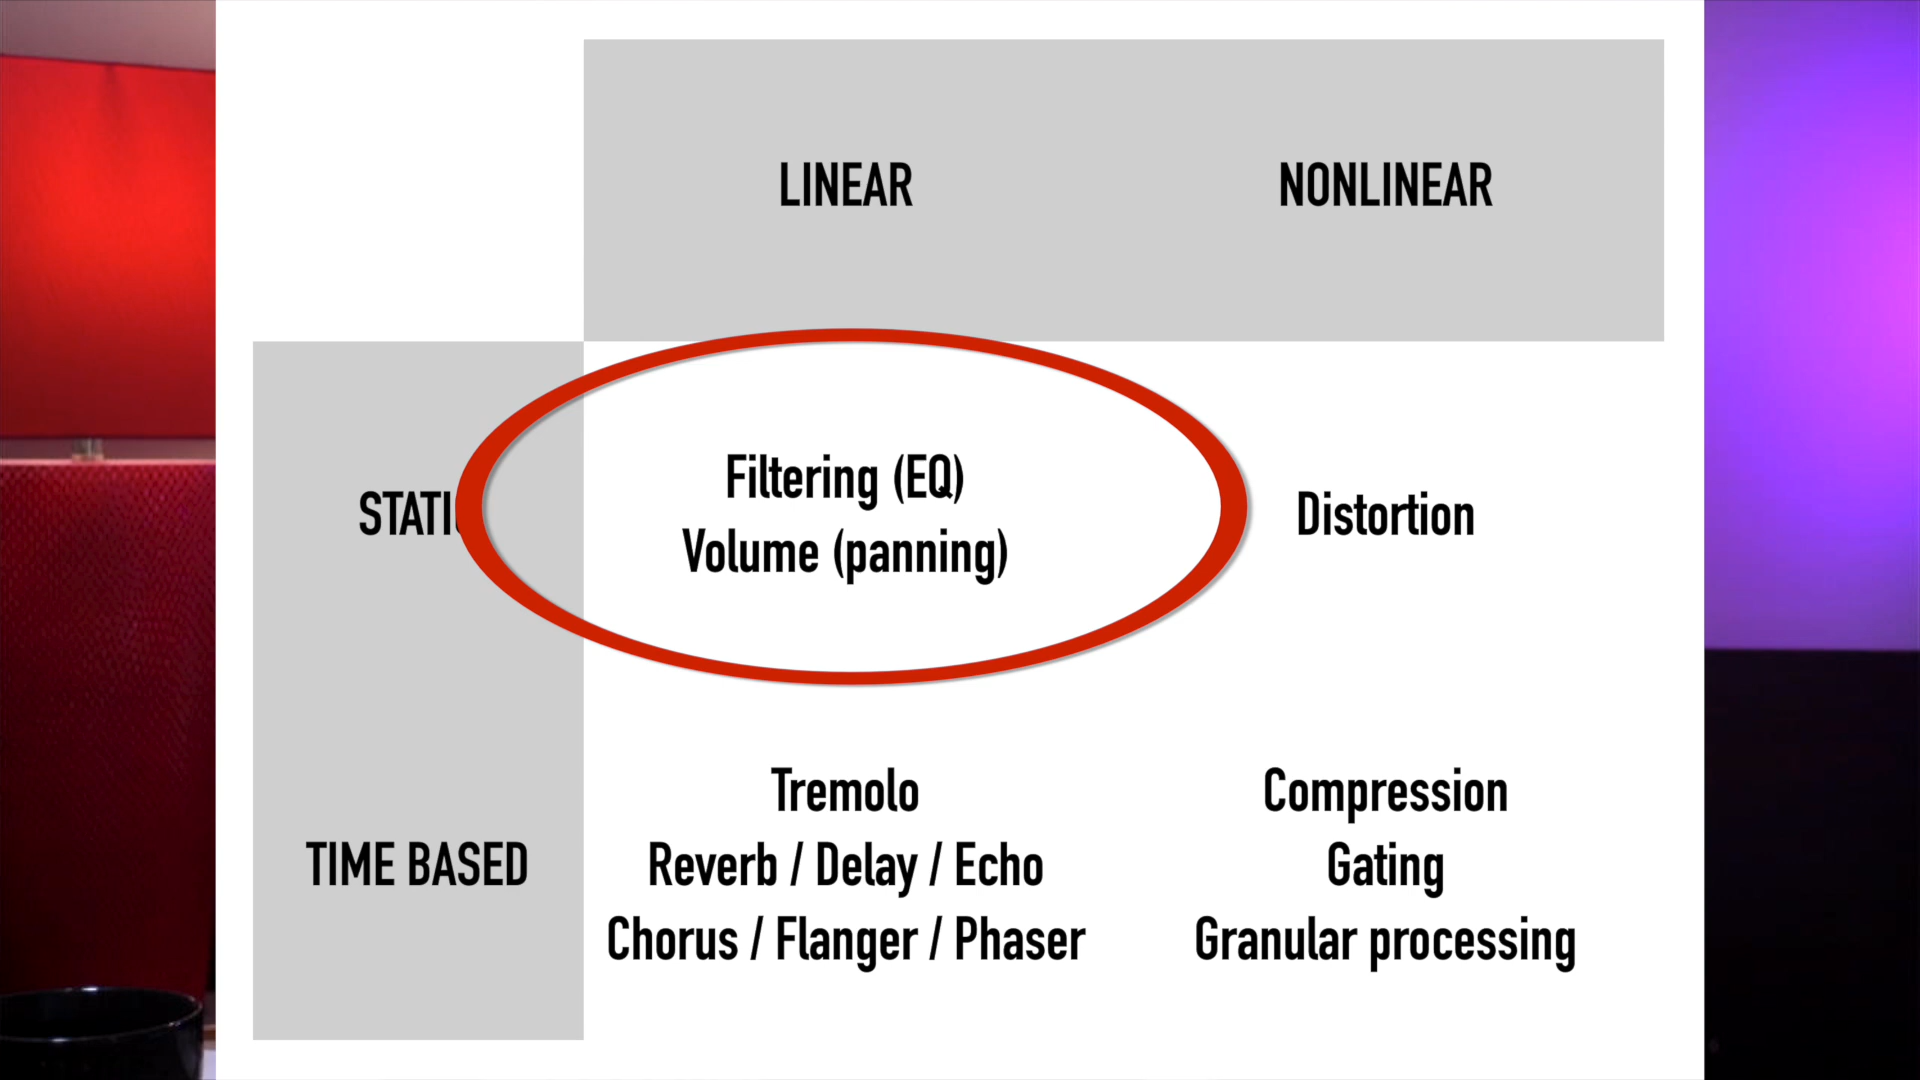 LINEAR NONLINEAR
STATI
Filtering (EQ)
Volume (panning)
Distortion
TIME BASED
Tremolo
Reverb / Delay / Echo
Chorus / Flanger / Phaser
Compression
Gating
Granular processing